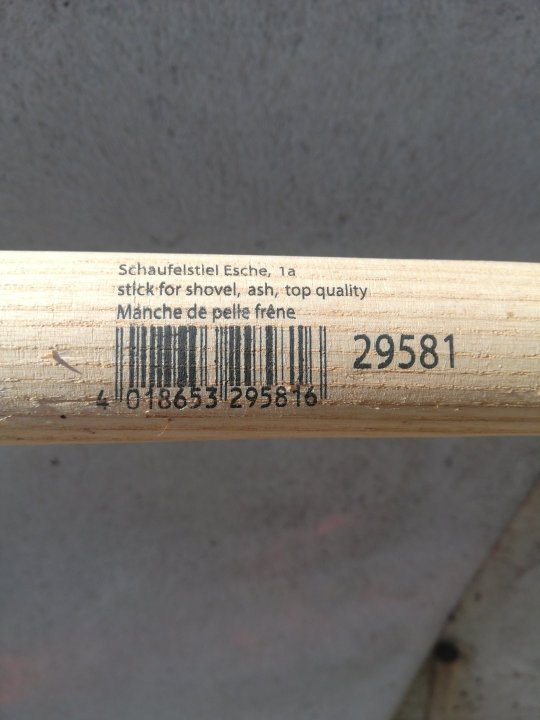 Schaufelstiel Esche, 1a
stick for shovel, ash, top quality
Manche de pelle frêne
29581
4 018653 295816